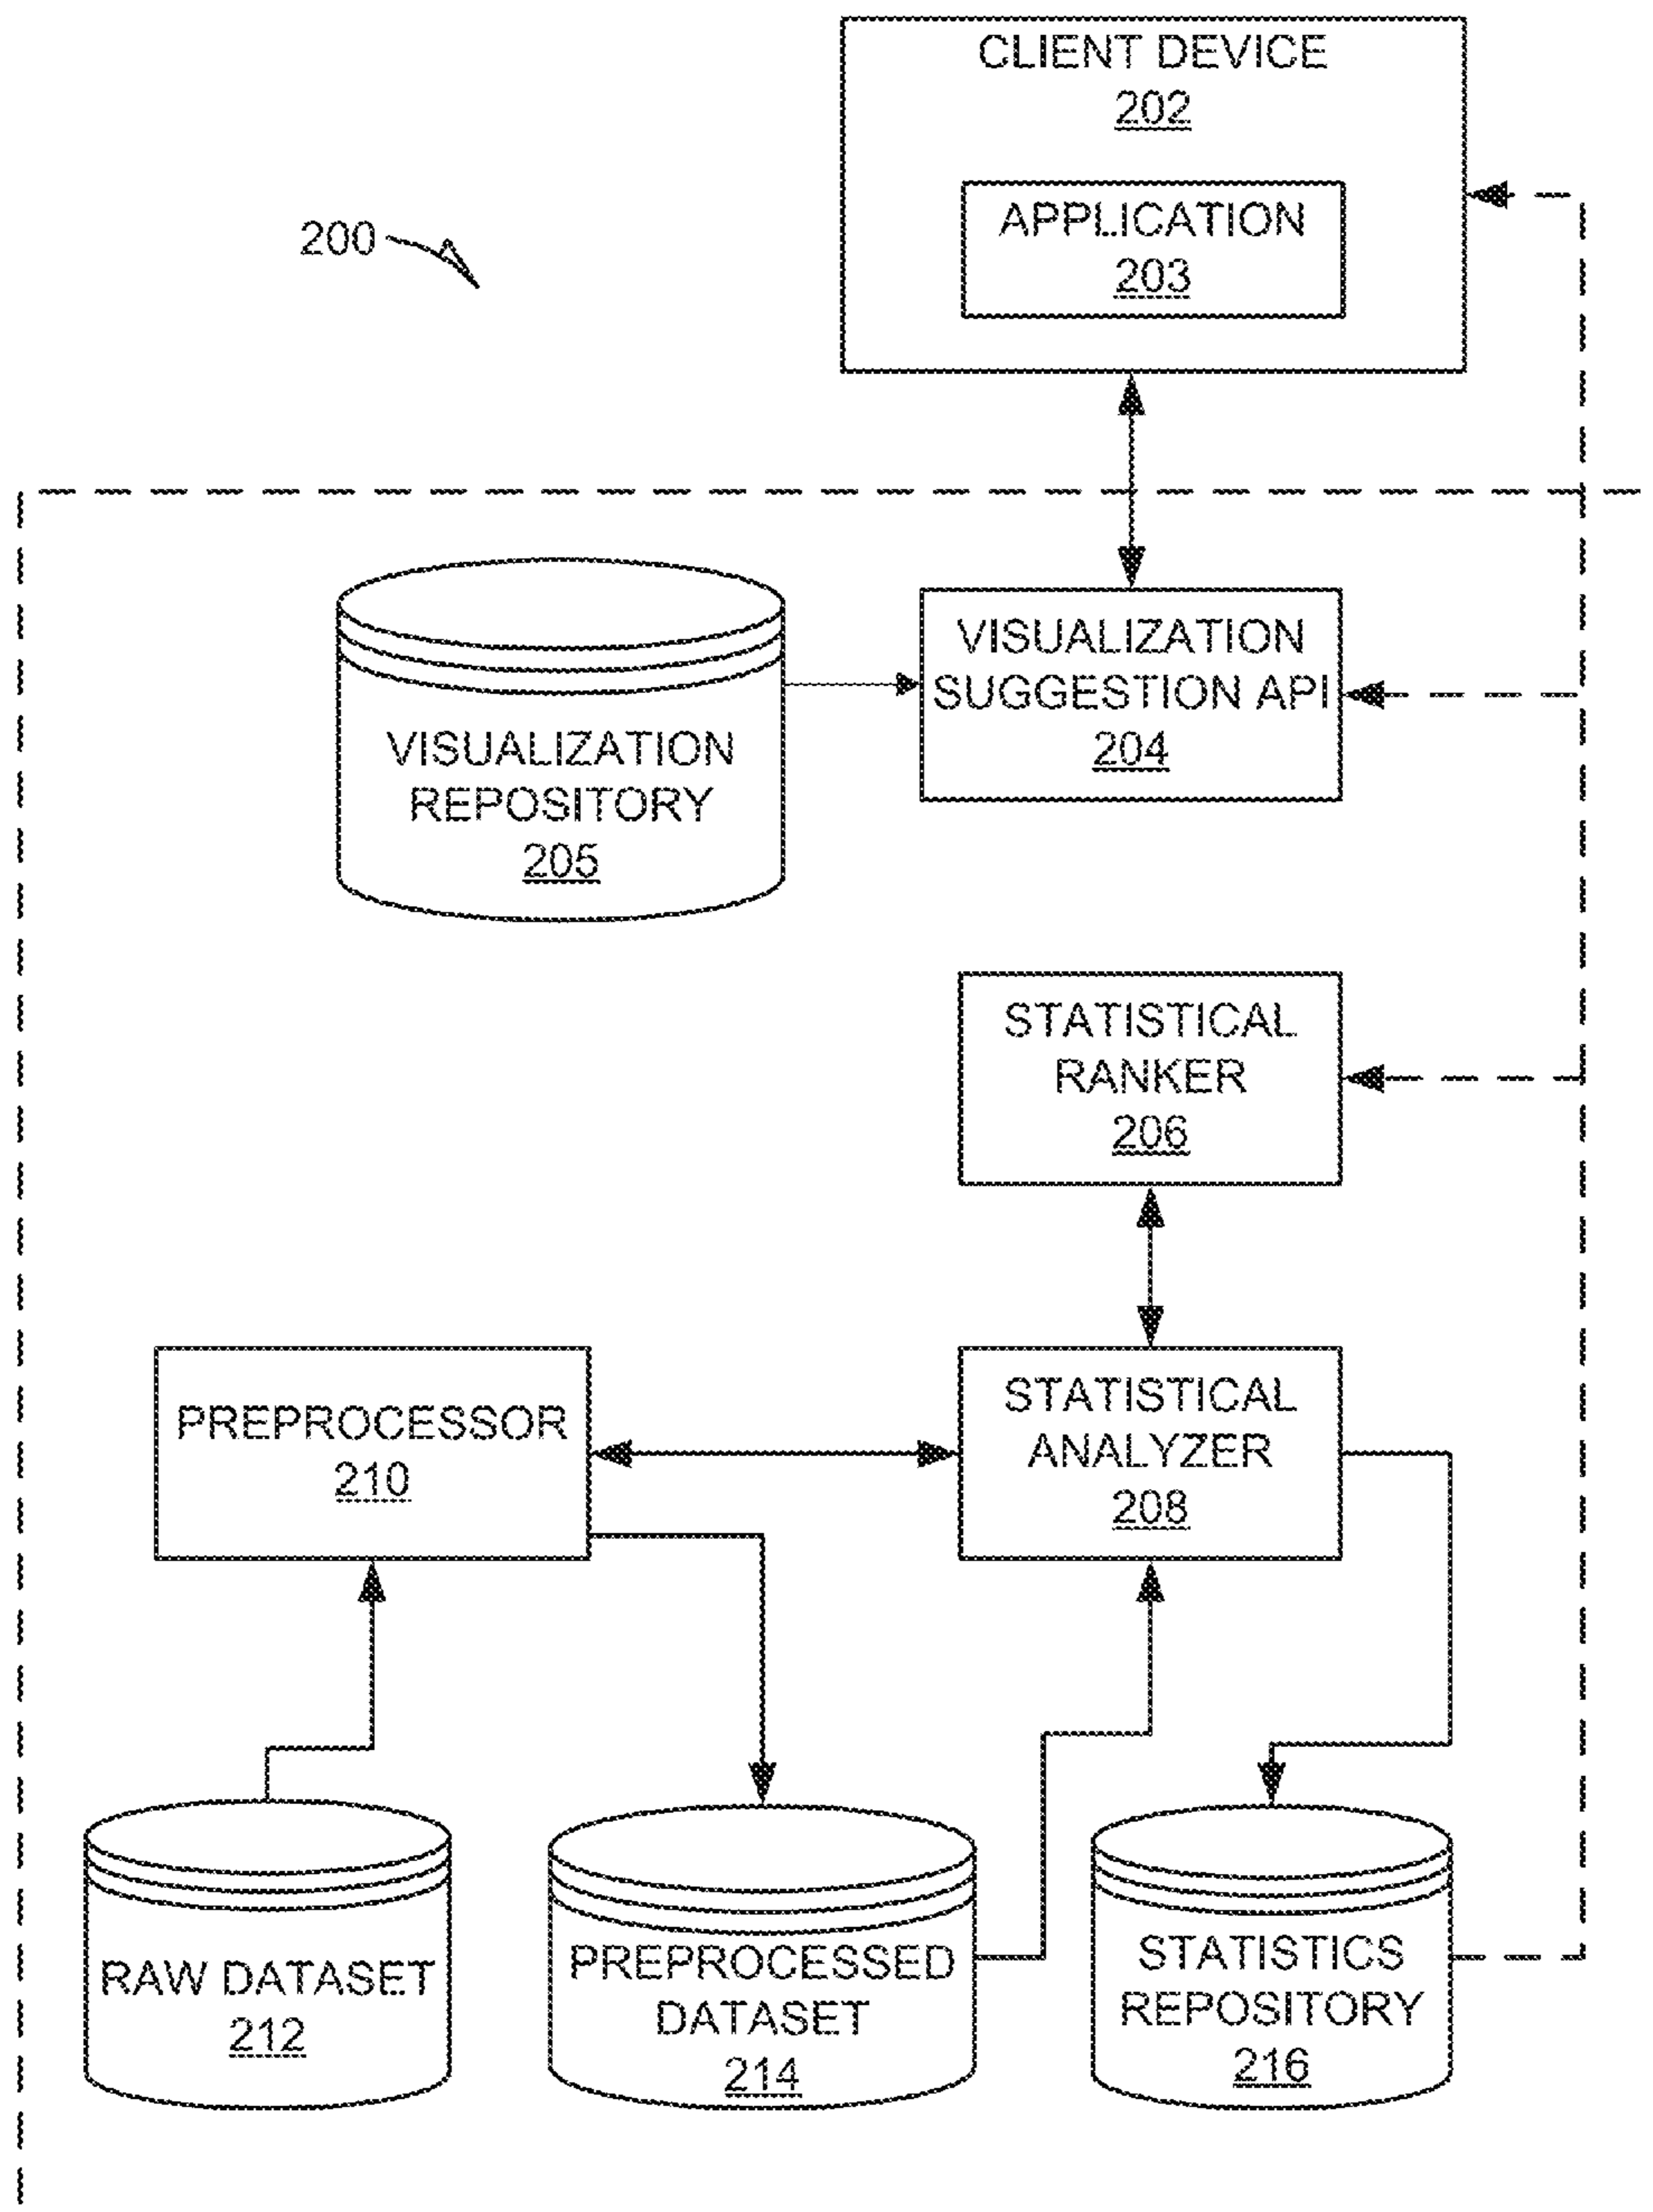 CLIENT DEVICE
202
APPLICATION
203
200
VISUALIZATION
SUGGESTION API
204
VISUALIZATION
REPOSITORY
205
STATISTICAL
RANKER
206
PREPROCESSOR
210
STATISTICAL
ANALYZER
208
RAW DATASET
212
PREPROCESSED
DATASET
214
STATISTICS
REPOSITORY
216